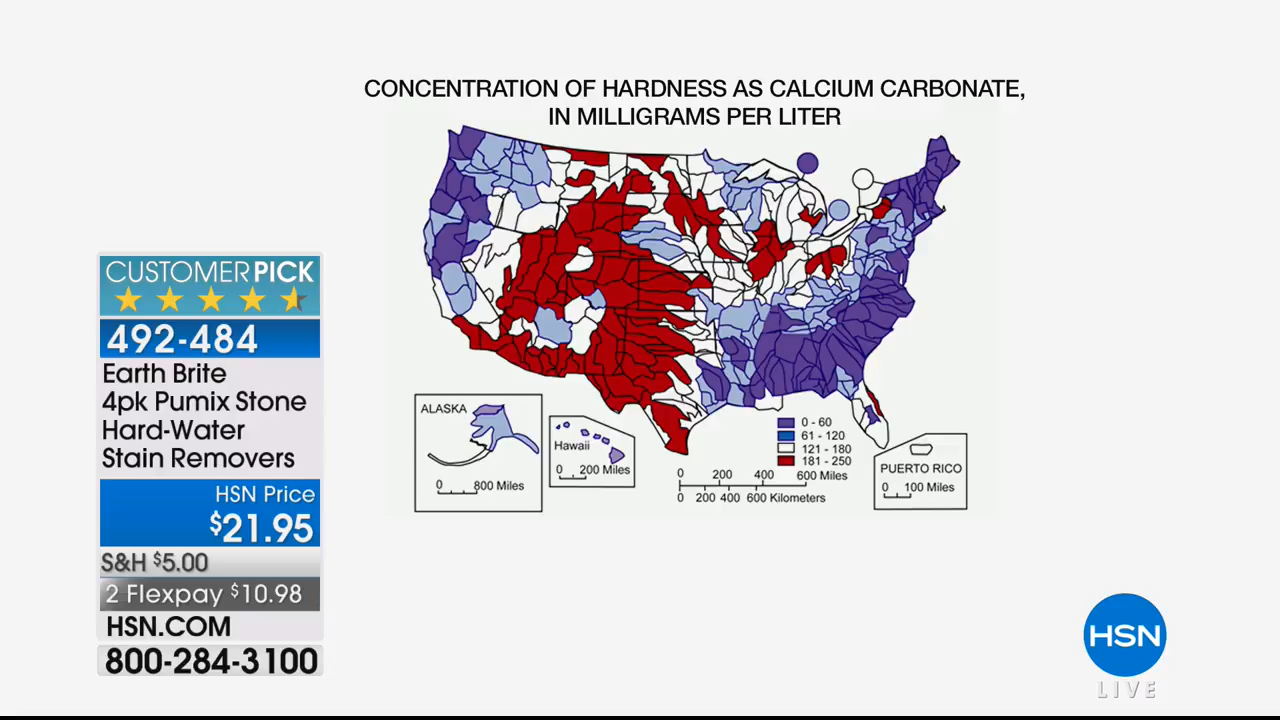 CONCENTRATION OF HARDNESS AS CALCIUM CARBONATE,
IN MILLIGRAMS PER LITER
CUSTOMER PICK
492-484
Earth Brite
4pk Pumix Stone
Hard-Water
Stain Removers
HSN Price
$21.95
S&H $5.00
2 Flexpay $10.98
HSN.COM
800-284-3100
ALASKA
0 800 Miles
Hawaii
0 200 Miles
0 - 60
61 - 120
121 - 180
181 - 250
0 200 400 600 Miles
0 200 400 600 Kilometers
PUERTO RICO
0 100 Miles
HSN
LIVE